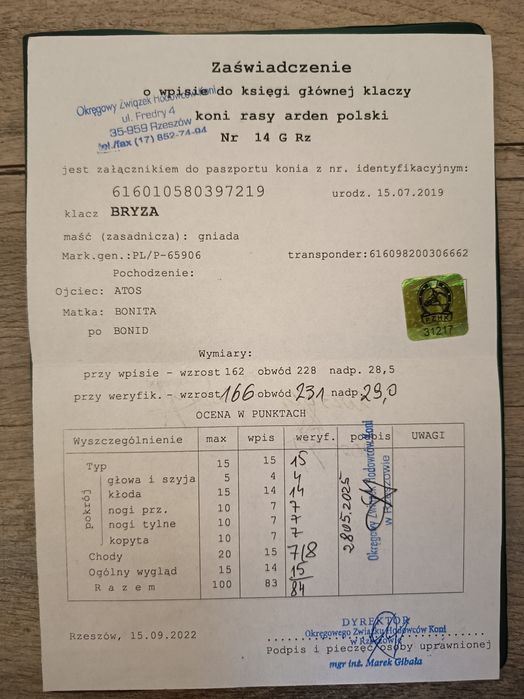 Zaświadczenie
o wpisie do księgi głównej klaczy
koni rasy arden polski
Nr 14 G Rz
Okręgowy Związek Hodowców Koni
ul. Fredry 4
35-959 Rzeszów
tel./fax (17) 852-74-04
jest załącznikiem do paszportu konia z nr. identyfikacyjnym:
616010580397219 urodz. 15.07.2019
klacz BRYZA
maść (zasadnicza): gniada
Mark.gen.:PL/P-65906 transponder:616098200306662
Pochodzenie:
Ojciec: ATOS
Matka: BONITA
po BONID
PZHK
31217
Wymiary:
przy wpisie - wzrost 162 obwód 228 nadp. 28,5
przy weryfik. - wzrost 166 obwód 231 nadp. 29,0
OCENA W PUNKTACH
Wyszczególnienie max wpis weryf. podpis UWAGI
Typ 15 15 15
pokrój
głowa i szyja 5 4 4
kłoda 15 14 14
nogi prz. 10 7 7
nogi tylne 10 7 7
kopyta 10 7 7
Chody 20 15 7/8
Ogólny wygląd 15 14 15
Razem 100 83 84
28.05.2025
Okręgowy Związek Hodowców Koni
w Rzeszowie
Rzeszów, 15.09.2022
DYREKTOR
Okręgowego Związku Hodowców Koni
w Rzeszowie
Podpis i pieczęć osoby uprawnionej
mgr inż. Marek Gibała